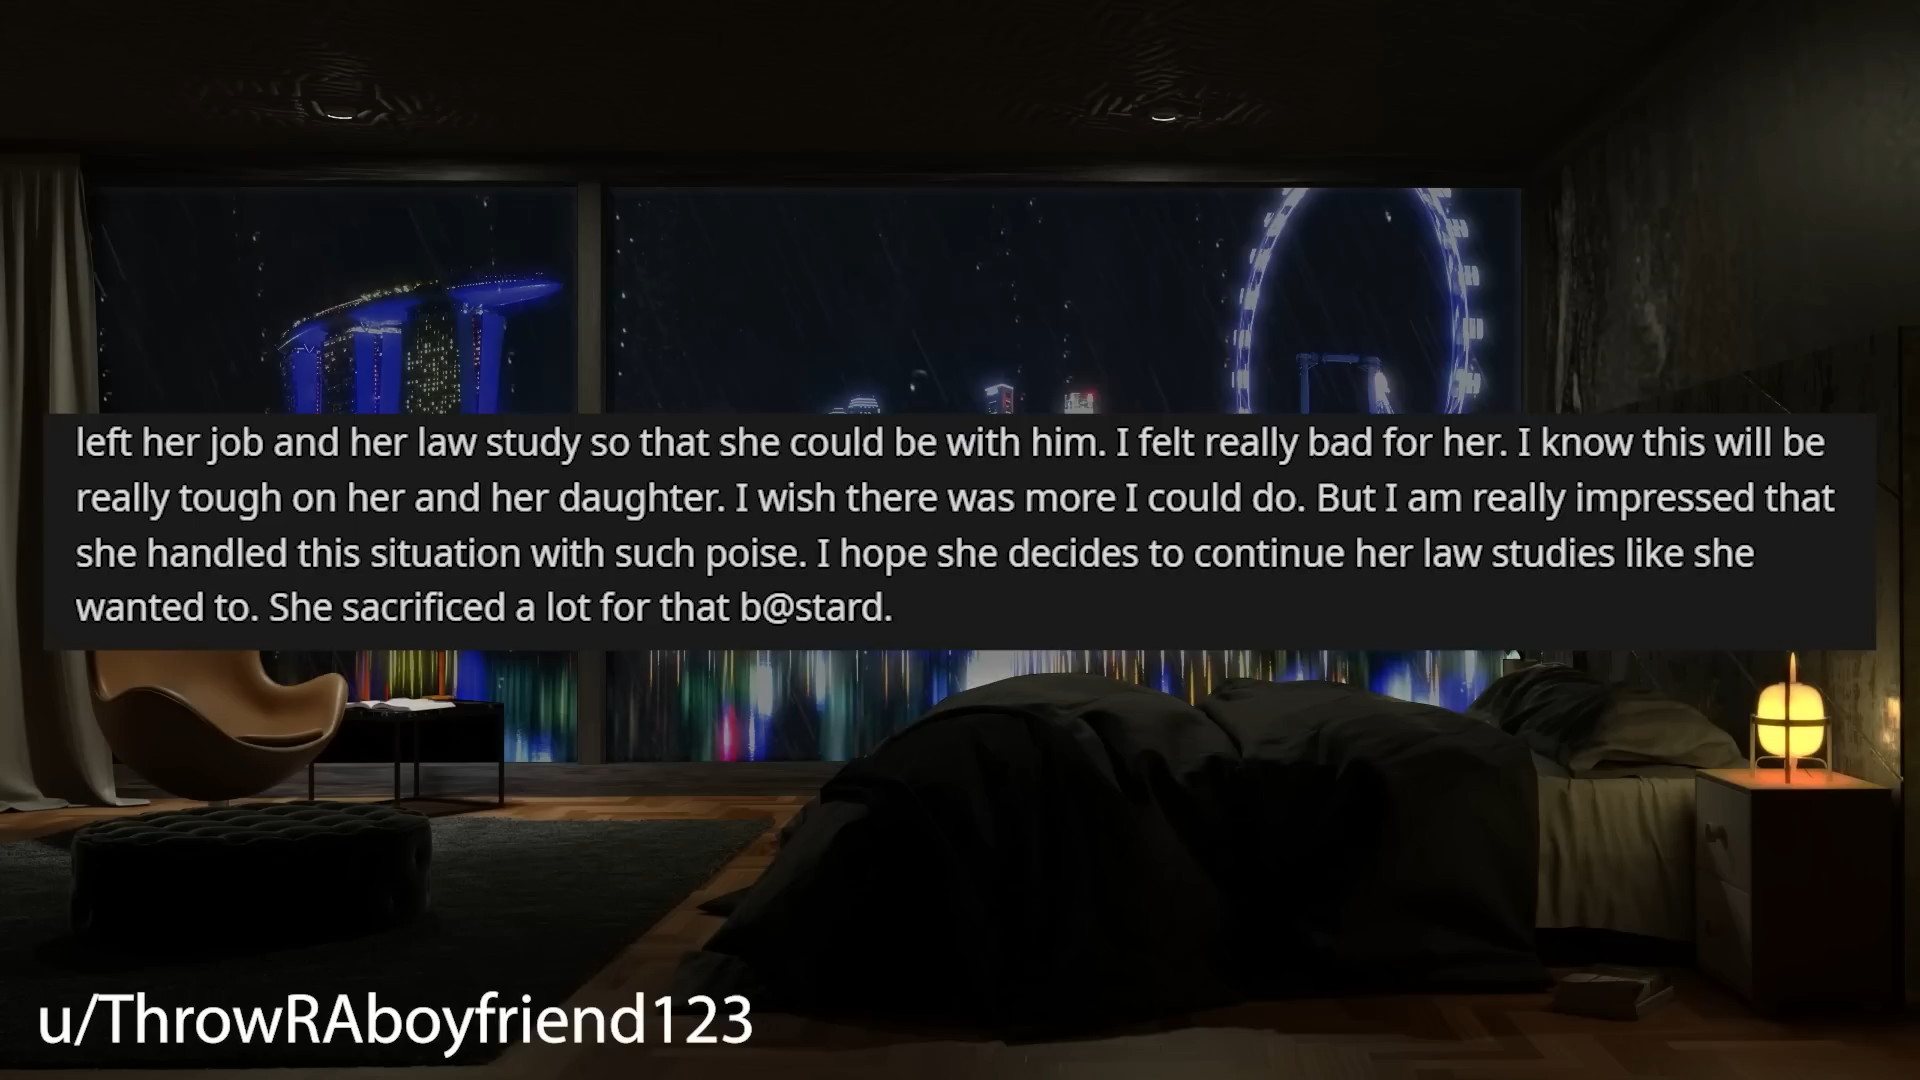 left her job and her law study so that she could be with him. I felt really bad for her. I know this will be
really tough on her and her daughter. I wish there was more I could do. But I am really impressed that
she handled this situation with such poise. I hope she decides to continue her law studies like she
wanted to. She sacrificed a lot for that b@stard.
u/ThrowRAboyfriend123